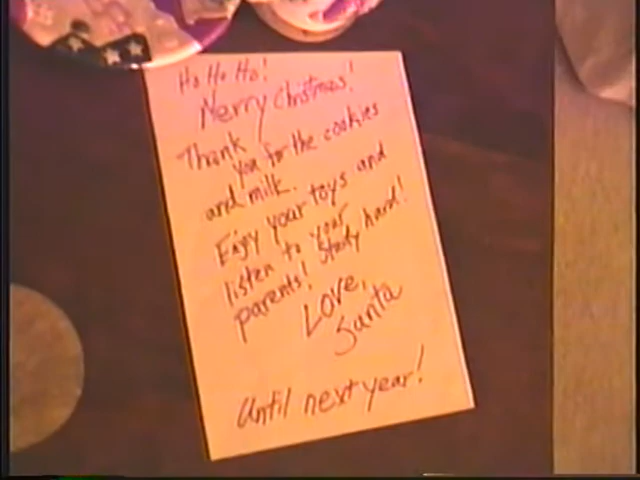 Ho Ho Ho!
Merry Christmas!
Thank
you for the cookies
and milk.
Enjoy your toys and
listen to your
parents! Study hard!
Love,
Santa
Until next year!